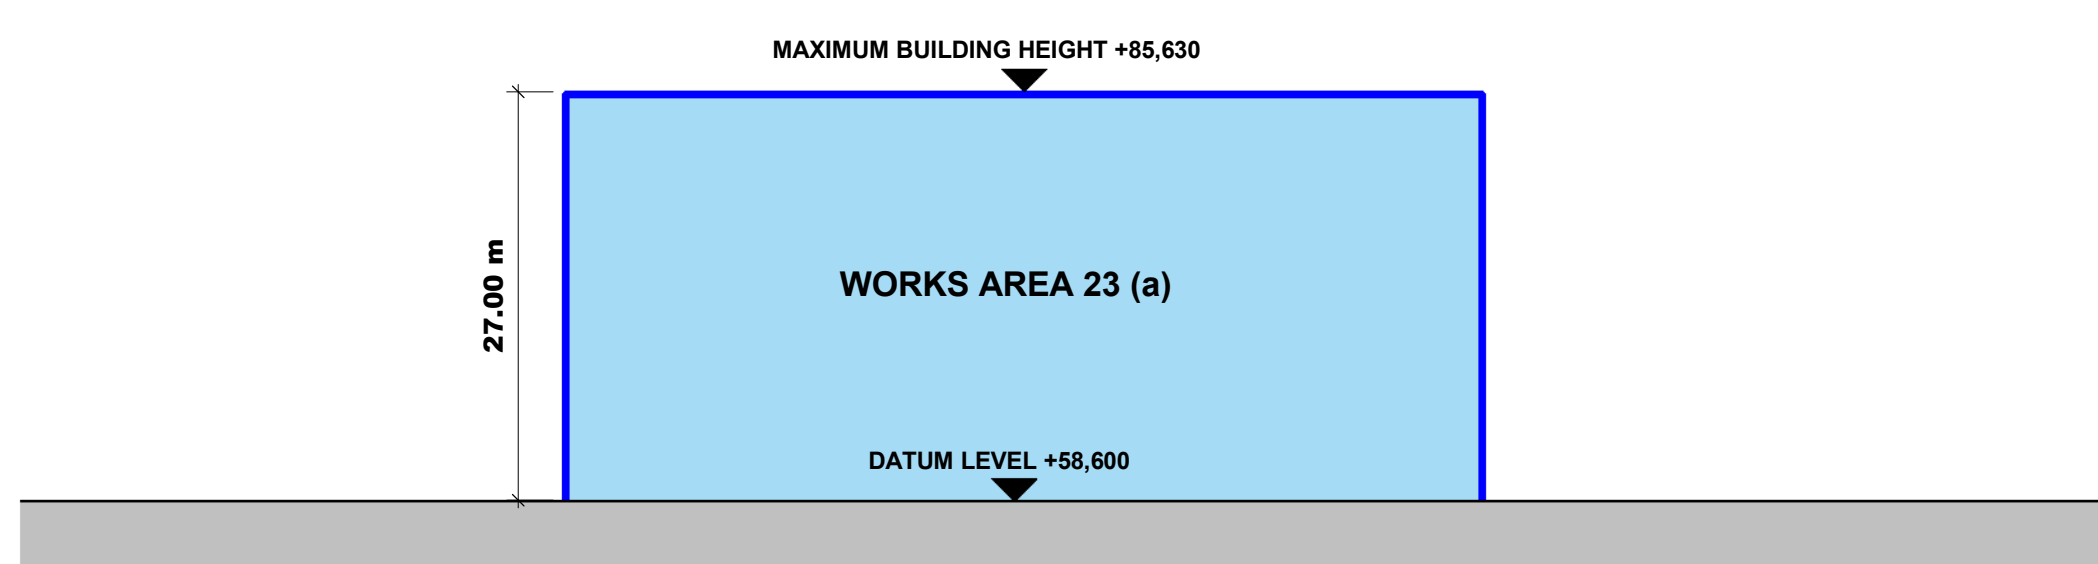 MAXIMUM BUILDING HEIGHT +85,630
27.00 m
WORKS AREA 23 (a)
DATUM LEVEL +58,600